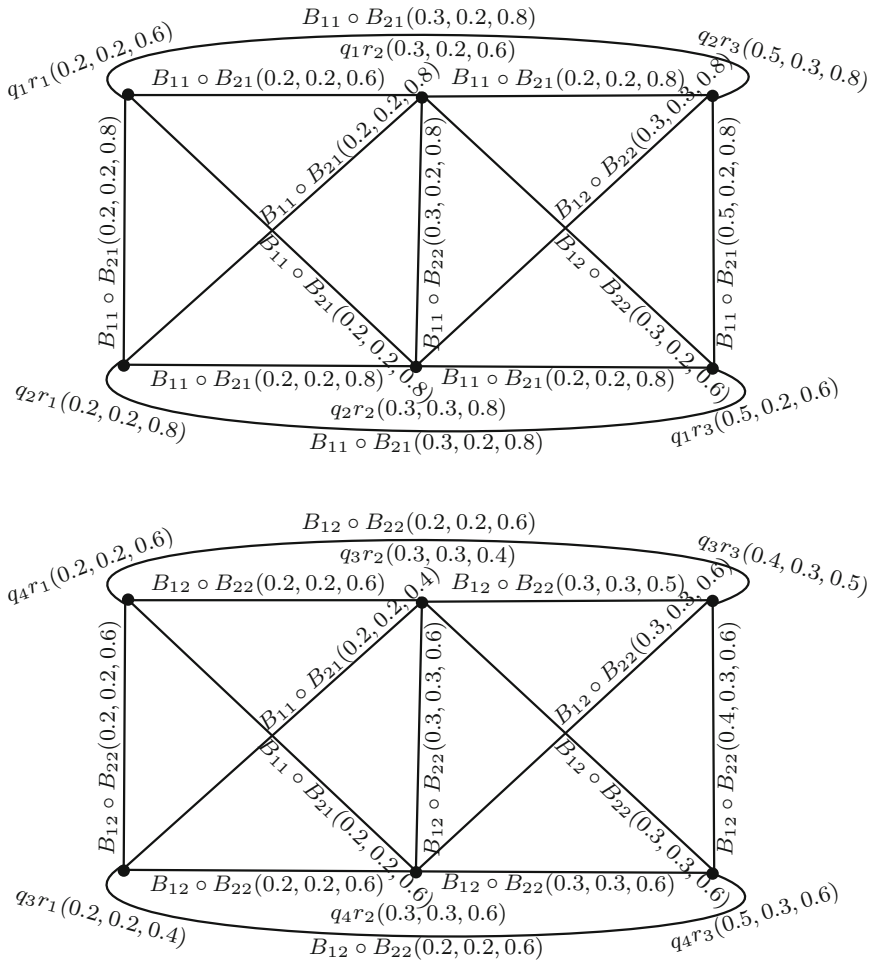 B₁₁ ∘ B₂₁(0.3, 0.2, 0.8)
q₁r₁(0.2, 0.2, 0.6)
q₁r₂(0.3, 0.2, 0.6)
q₂r₃(0.5, 0.3, 0.8)
B₁₁ ∘ B₂₁(0.2, 0.2, 0.6)
B₁₁ ∘ B₂₁(0.2, 0.2, 0.8)
B₁₁ ∘ B₂₁(0.2, 0.2, 0.8)
B₁₁ ∘ B₂₁(0.2, 0.2, 0.8)
B₁₁ ∘ B₂₁(0.2, 0.2, 0.8)
B₁₁ ∘ B₂₂(0.3, 0.2, 0.8)
B₁₂ ∘ B₂₂(0.3, 0.3, 0.8)
B₁₂ ∘ B₂₂(0.3, 0.2, 0.6)
B₁₁ ∘ B₂₁(0.5, 0.2, 0.8)
B₁₁ ∘ B₂₁(0.2, 0.2, 0.8)
B₁₁ ∘ B₂₁(0.2, 0.2, 0.8)
q₂r₁(0.2, 0.2, 0.8)
q₂r₂(0.3, 0.3, 0.8)
q₁r₃(0.5, 0.2, 0.6)
B₁₁ ∘ B₂₁(0.3, 0.2, 0.8)
B₁₂ ∘ B₂₂(0.2, 0.2, 0.6)
q₄r₁(0.2, 0.2, 0.6)
q₃r₂(0.3, 0.3, 0.4)
q₃r₃(0.4, 0.3, 0.5)
B₁₂ ∘ B₂₂(0.2, 0.2, 0.6)
B₁₂ ∘ B₂₂(0.3, 0.3, 0.5)
B₁₂ ∘ B₂₂(0.2, 0.2, 0.6)
B₁₁ ∘ B₂₁(0.2, 0.2, 0.4)
B₁₁ ∘ B₂₁(0.2, 0.2, 0.6)
B₁₂ ∘ B₂₂(0.3, 0.3, 0.6)
B₁₂ ∘ B₂₂(0.3, 0.3, 0.6)
B₁₂ ∘ B₂₂(0.3, 0.3, 0.6)
B₁₂ ∘ B₂₂(0.4, 0.3, 0.6)
B₁₂ ∘ B₂₂(0.2, 0.2, 0.6)
B₁₂ ∘ B₂₂(0.3, 0.3, 0.6)
q₃r₁(0.2, 0.2, 0.4)
q₄r₂(0.3, 0.3, 0.6)
q₄r₃(0.5, 0.3, 0.6)
B₁₂ ∘ B₂₂(0.2, 0.2, 0.6)